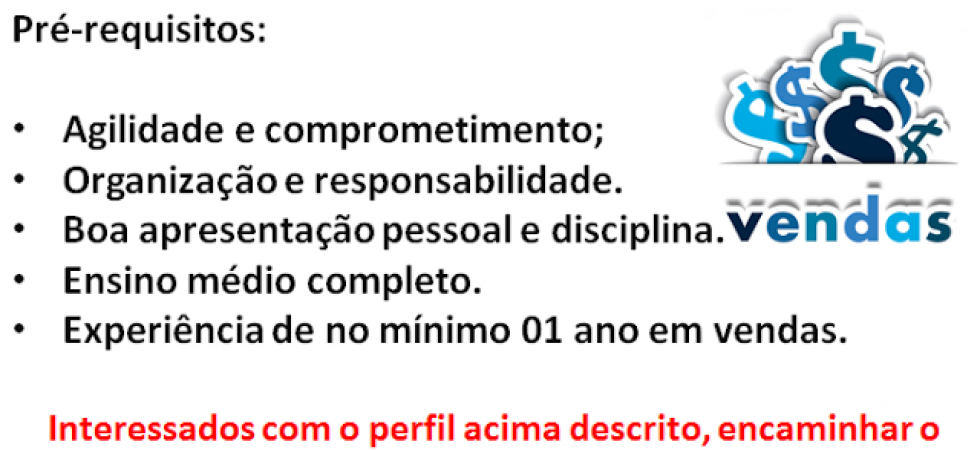 Pré-requisitos:
• Agilidade e comprometimento;
• Organização e responsabilidade.
• Boa apresentação pessoal e disciplina.
vendas
• Ensino médio completo.
• Experiência de no mínimo 01 ano em vendas.
Interessados com o perfil acima descrito, encaminhar o